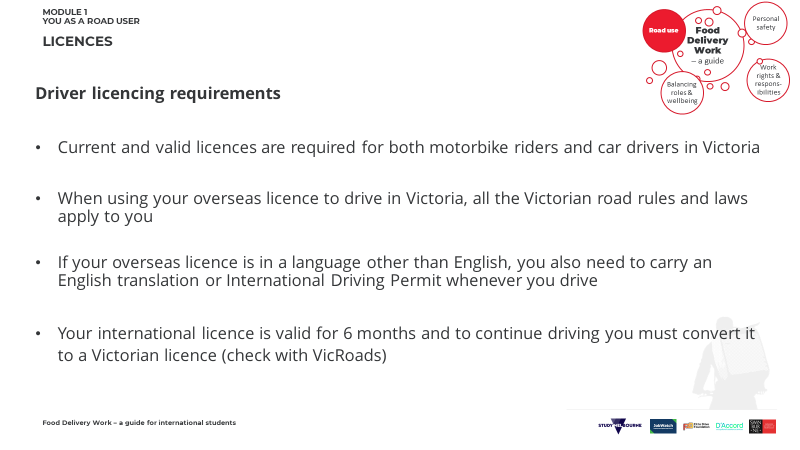 MODULE 1
YOU AS A ROAD USER
LICENCES
Road use
Food
Delivery
Work
– a guide
Personal
safety
Work
rights &
respons-
ibilities
Balancing
roles &
wellbeing
Driver licencing requirements
• Current and valid licences are required for both motorbike riders and car drivers in Victoria
• When using your overseas licence to drive in Victoria, all the Victorian road rules and laws
apply to you
• If your overseas licence is in a language other than English, you also need to carry an
English translation or International Driving Permit whenever you drive
• Your international licence is valid for 6 months and to continue driving you must convert it
to a Victorian licence (check with VicRoads)
Food Delivery Work – a guide for international students
STUDY MELBOURNE
JobWatch
D'Accord